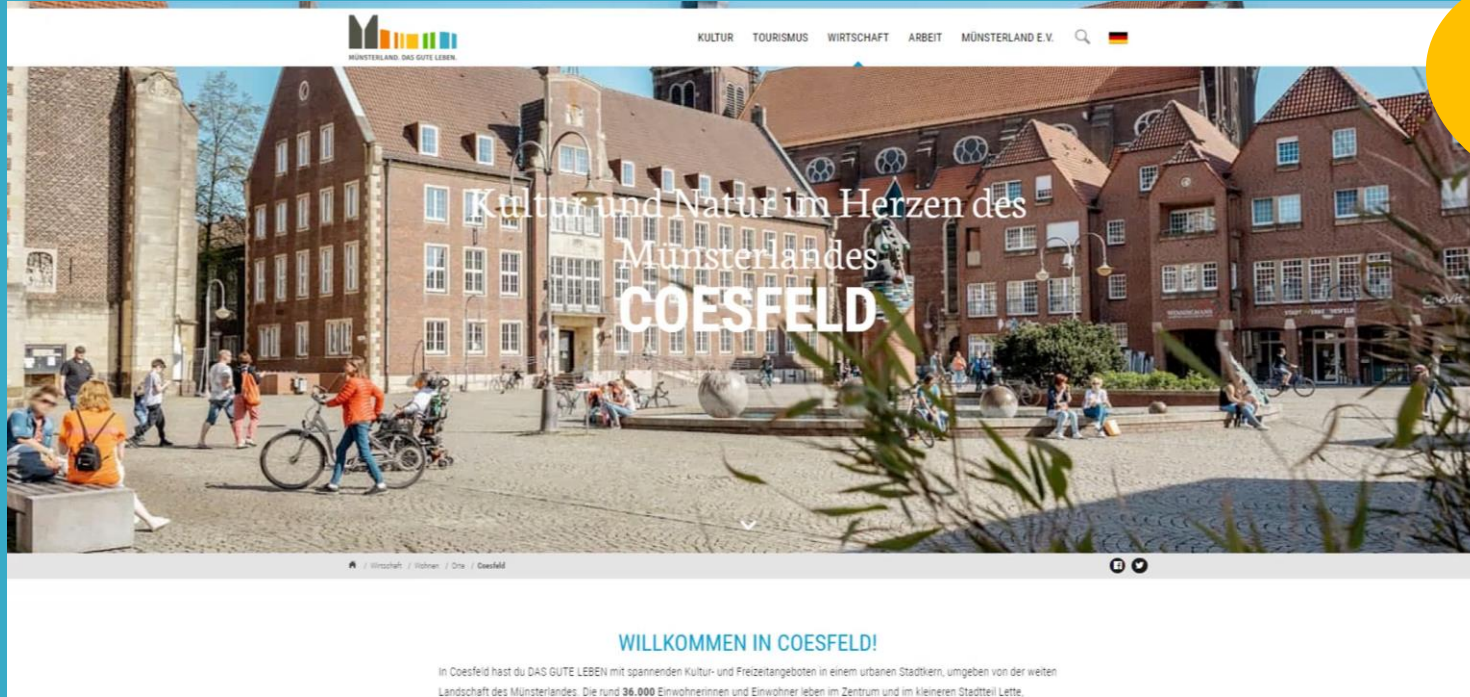 MÜNSTERLAND. DAS GUTE LEBEN.
KULTUR TOURISMUS WIRTSCHAFT ARBEIT MÜNSTERLAND E.V.
Kultur und Natur im Herzen des
Münsterlandes
COESFELD
/ Wirtschaft / Wohnen / Orte / Coesfeld
WILLKOMMEN IN COESFELD!
In Coesfeld hast du DAS GUTE LEBEN mit spannenden Kultur- und Freizeitangeboten in einem urbanen Stadtkern, umgeben von der weiten
Landschaft des Münsterlandes. Die rund 36.000 Einwohnerinnen und Einwohner leben im Zentrum und im kleineren Stadtteil Lette,